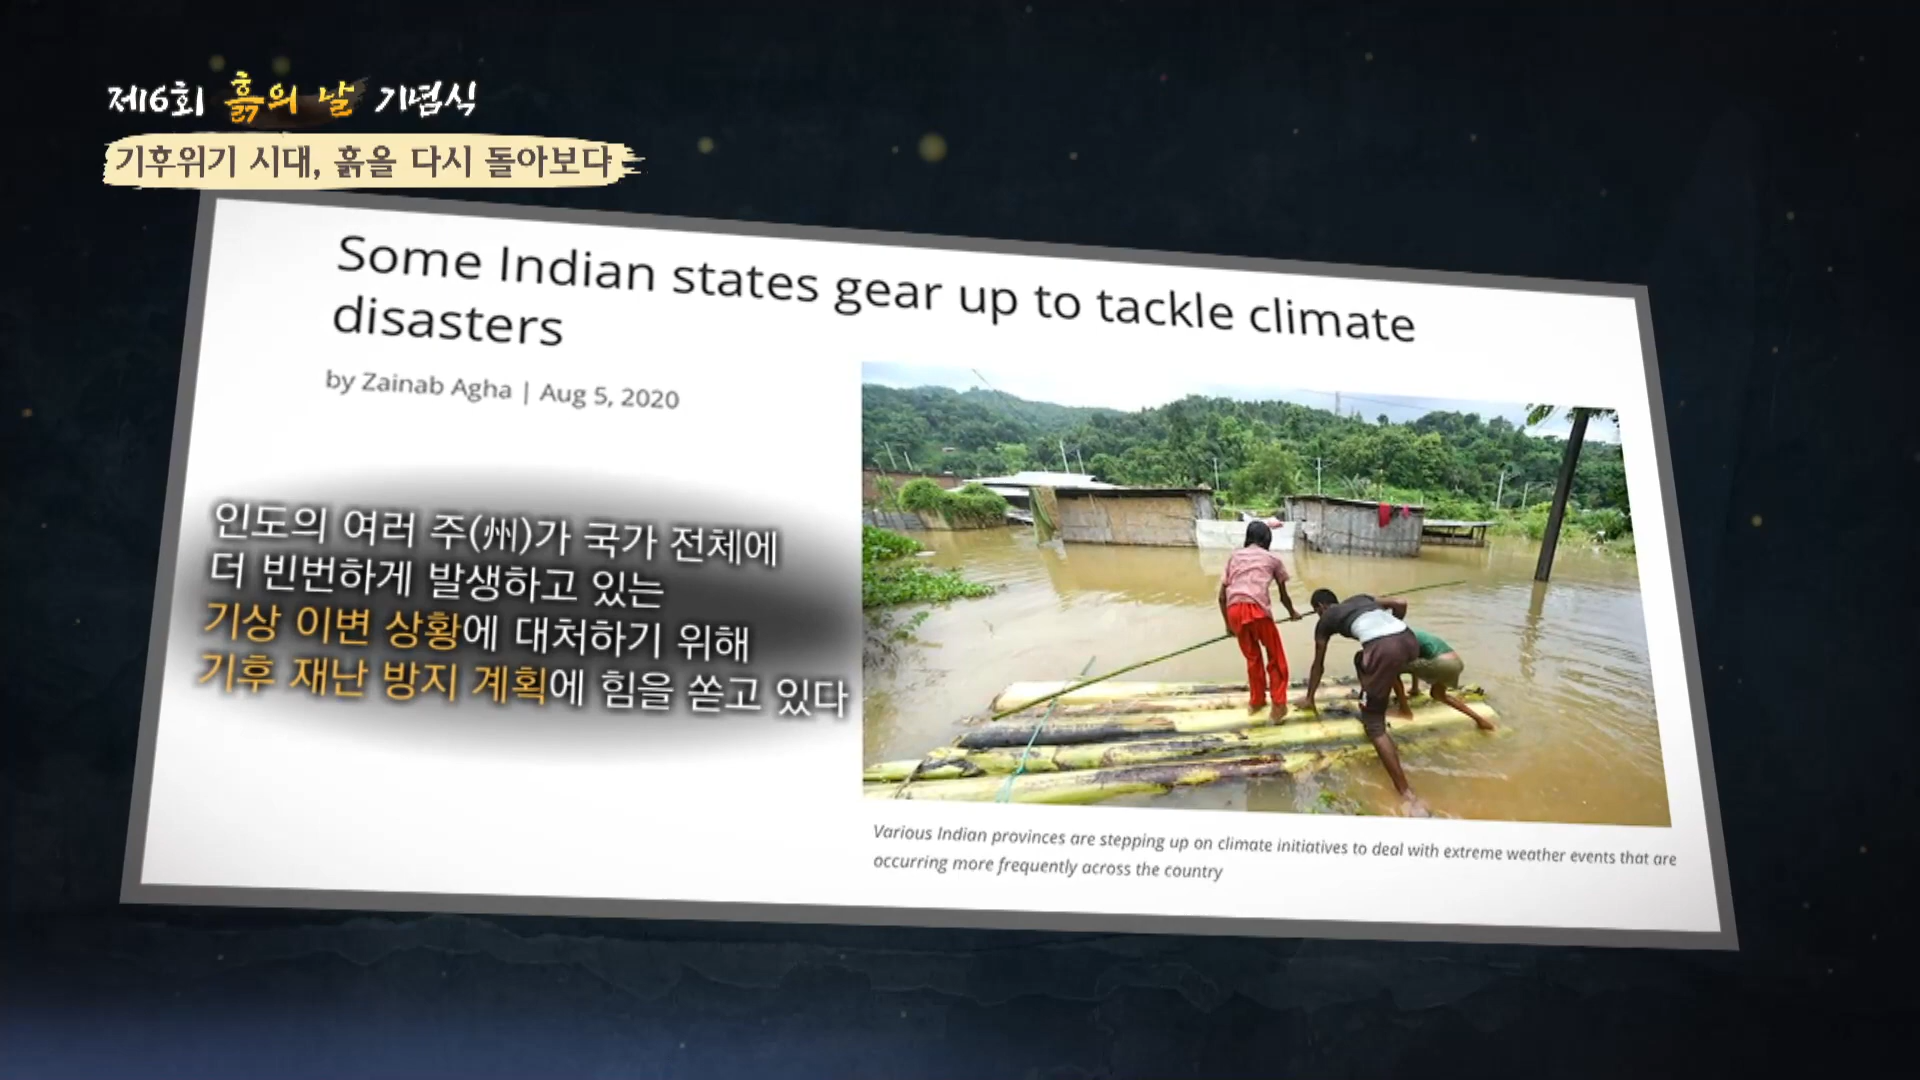 제6회 흙의 날 기념식
기후위기 시대, 흙을 다시 돌아보다
Some Indian states gear up to tackle climate
disasters
by Zainab Agha | Aug 5, 2020
인도의 여러 주(州)가 국가 전체에
더 빈번하게 발생하고 있는
기상 이변 상황에 대처하기 위해
기후 재난 방지 계획에 힘을 쏟고 있다
Various Indian provinces are stepping up on climate initiatives to deal with extreme weather events that are
occurring more frequently across the country